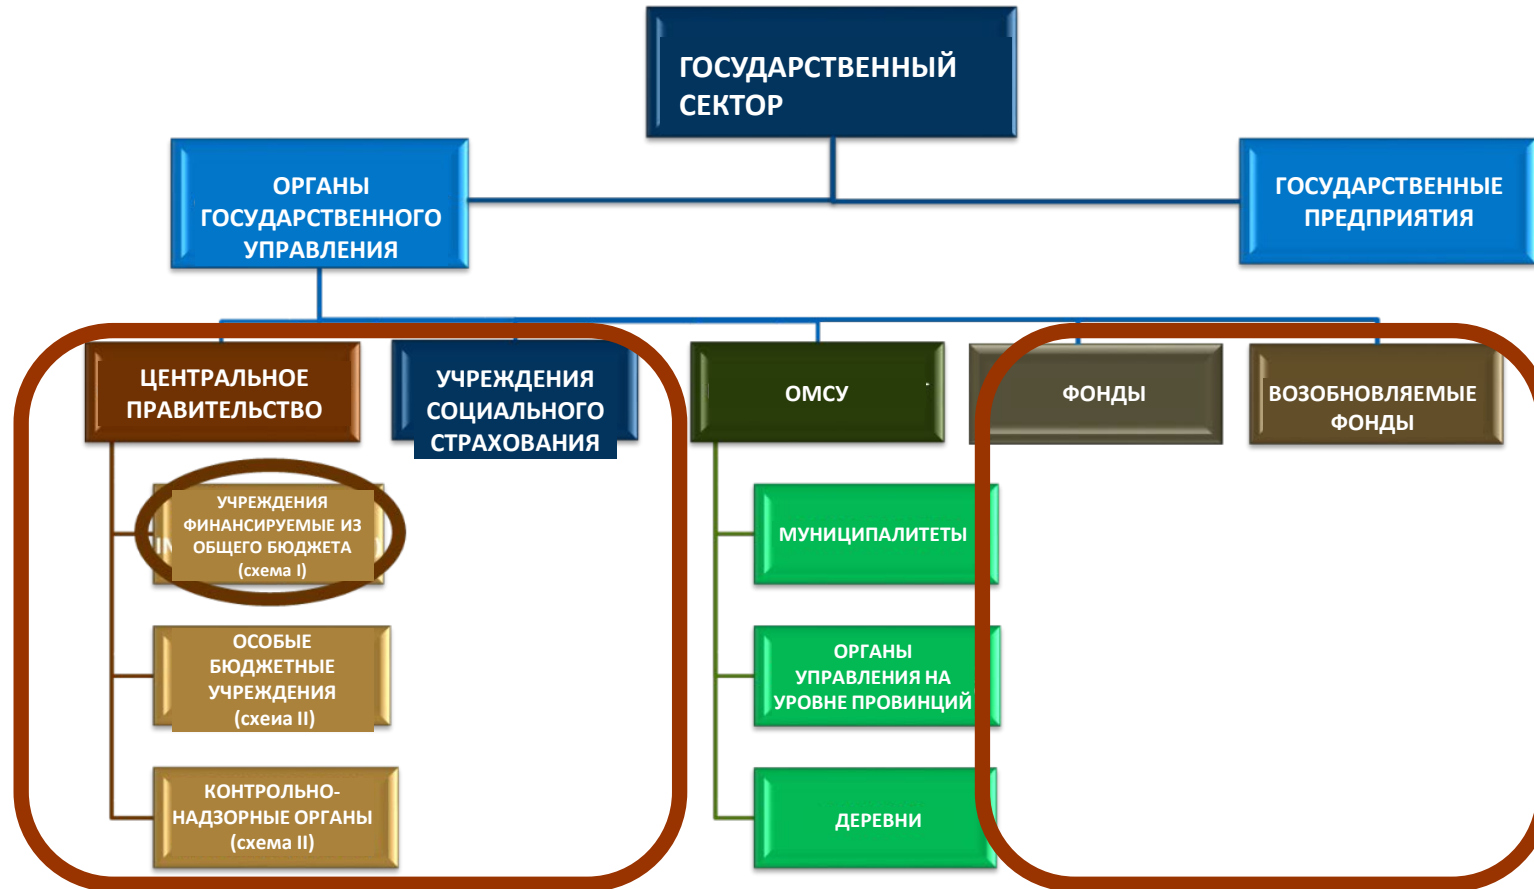 ГОСУДАРСТВЕННЫЙ
СЕКТОР
ОРГАНЫ
ГОСУДАРСТВЕННОГО
УПРАВЛЕНИЯ
ГОСУДАРСТВЕННЫЕ
ПРЕДПРИЯТИЯ
ЦЕНТРАЛЬНОЕ
ПРАВИТЕЛЬСТВО
УЧРЕЖДЕНИЯ
СОЦИАЛЬНОГО
СТРАХОВАНИЯ
ОМСУ
ФОНДЫ
ВОЗОБНОВЛЯЕМЫЕ
ФОНДЫ
УЧРЕЖДЕНИЯ
ФИНАНСИРУЕМЫЕ ИЗ
ОБЩЕГО БЮДЖЕТА
(схема I)
ОСОБЫЕ
БЮДЖЕТНЫЕ
УЧРЕЖДЕНИЯ
(схеиа II)
КОНТРОЛЬНО-
НАДЗОРНЫЕ ОРГАНЫ
(схема II)
МУНИЦИПАЛИТЕТЫ
ОРГАНЫ
УПРАВЛЕНИЯ НА
УРОВНЕ ПРОВИНЦИЙ
ДЕРЕВНИ